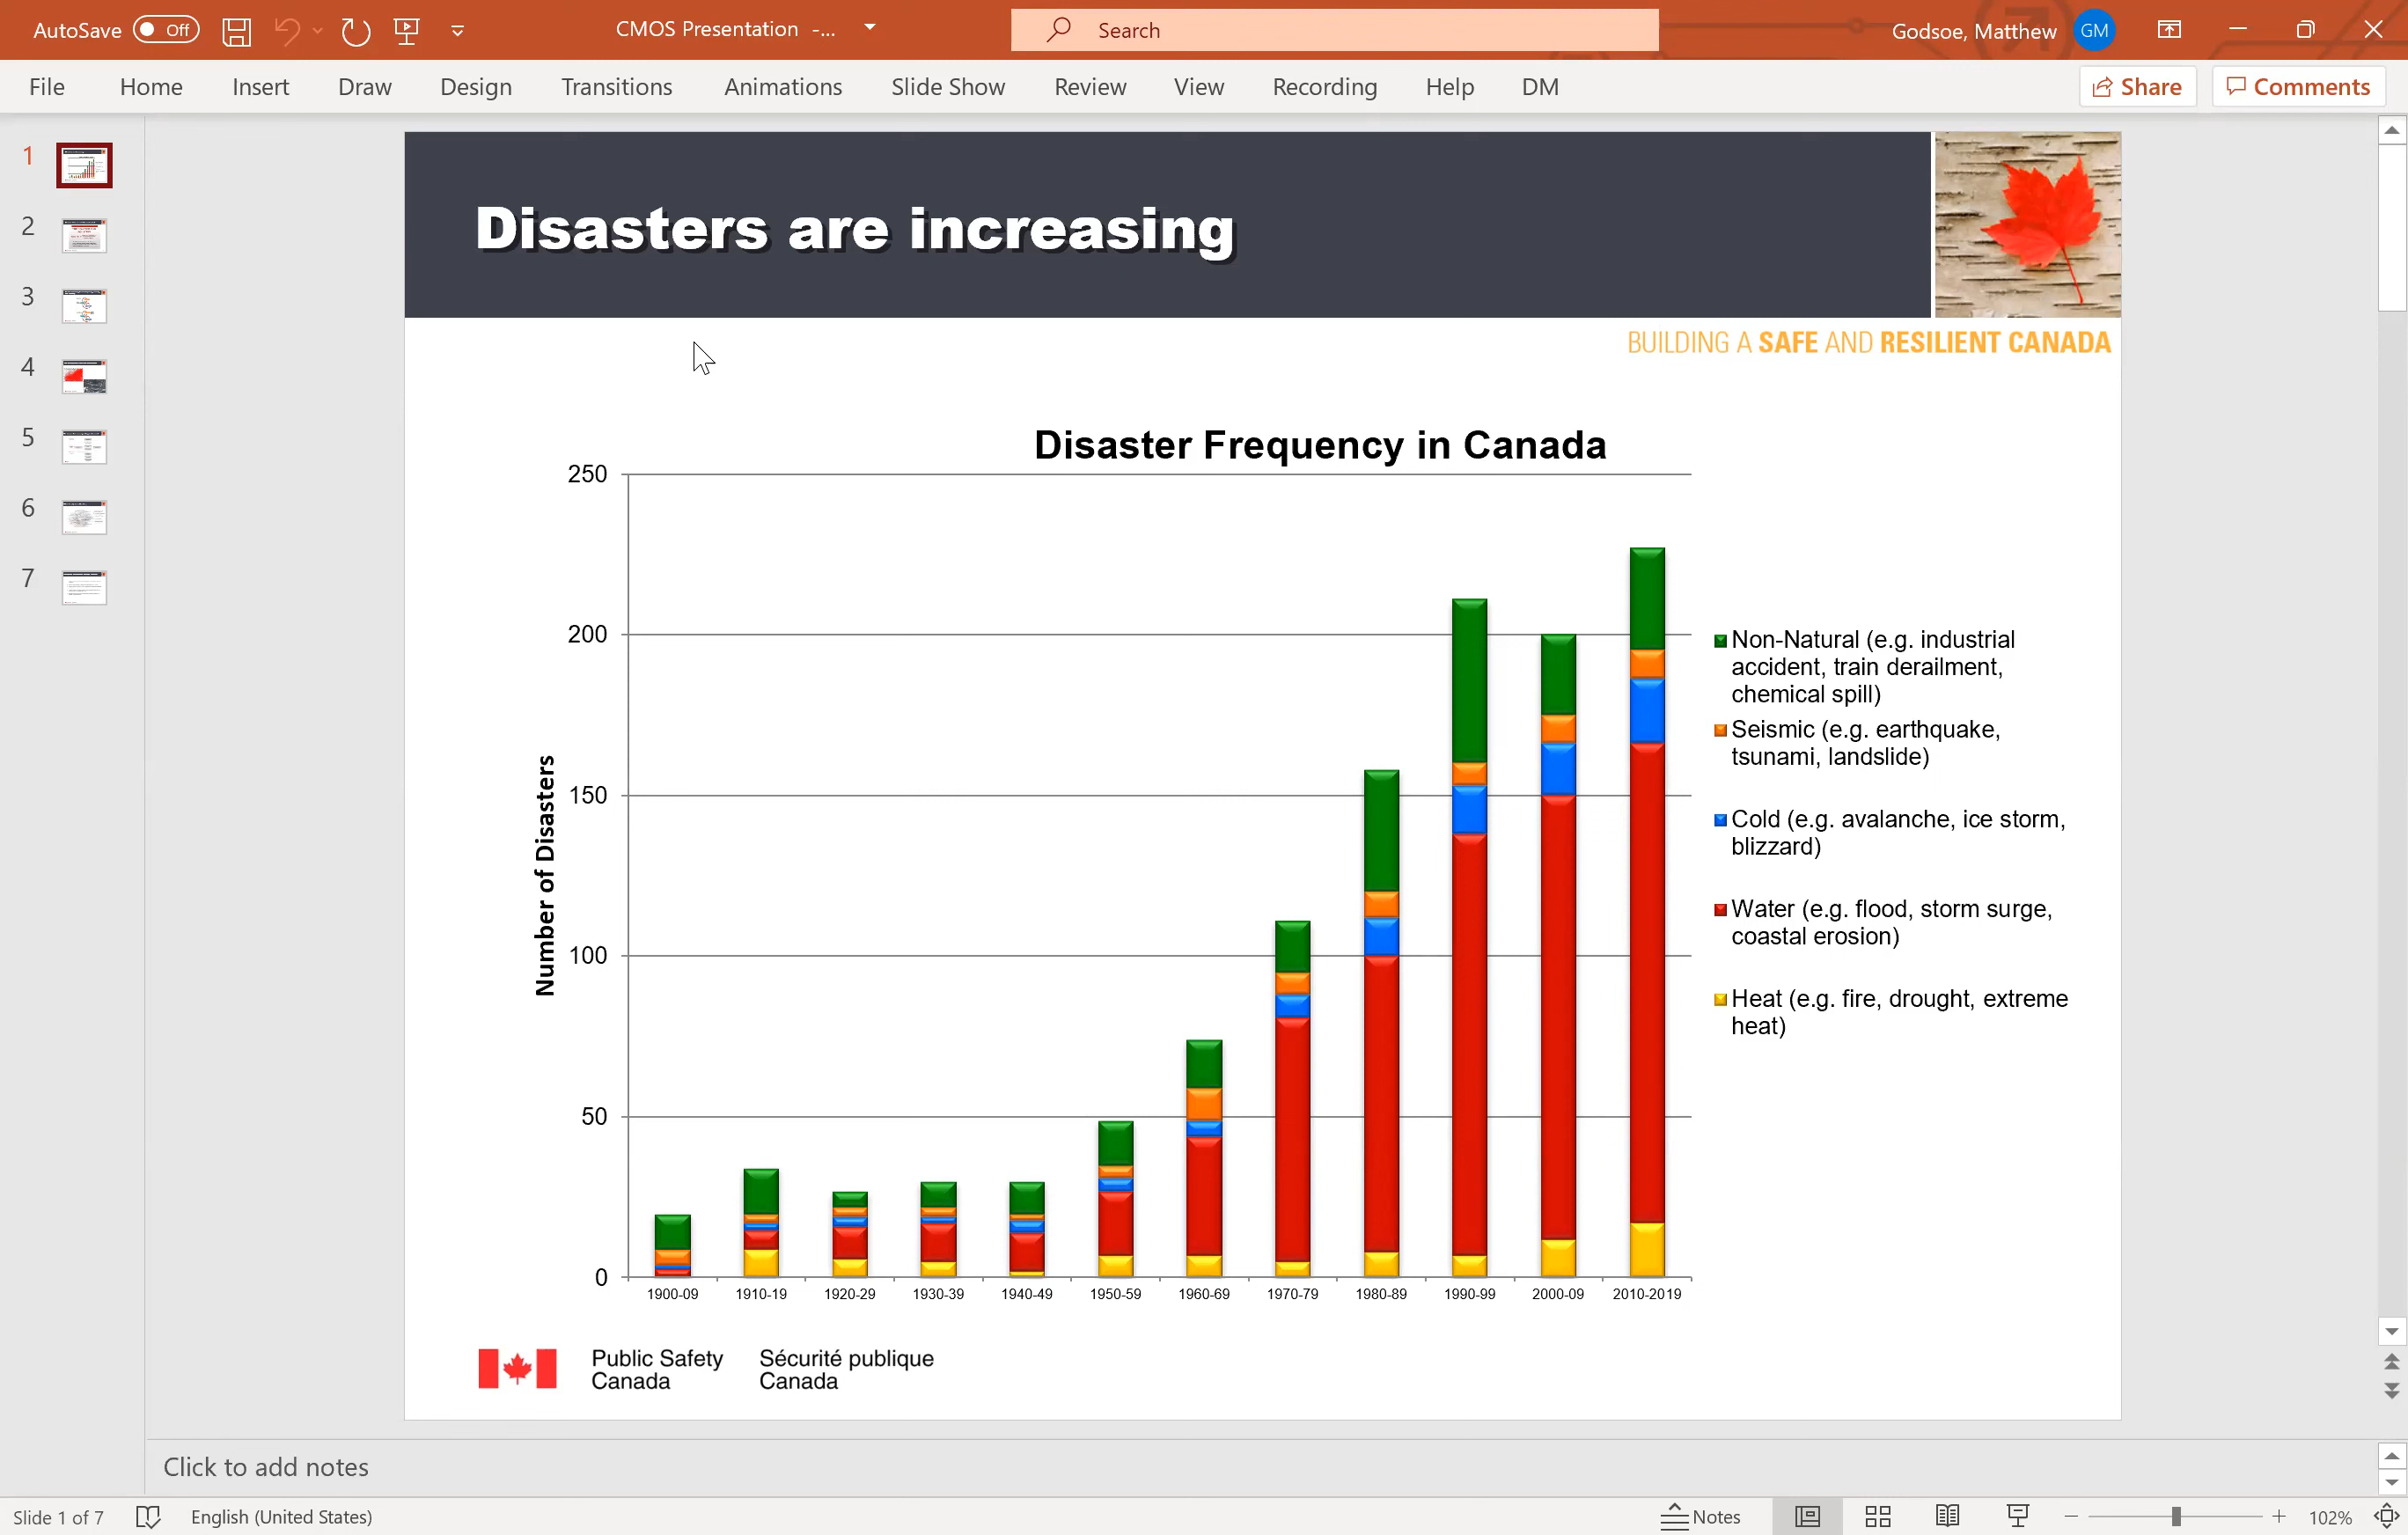 AutoSave Off
CMOS Presentation -...
Search
Godsoe, Matthew GM
File Home Insert Draw Design Transitions Animations Slide Show Review View Recording Help DM
Share Comments
1
2
3
4
5
6
7
Disasters are increasing
BUILDING A SAFE AND RESILIENT CANADA
Disaster Frequency in Canada
Number of Disasters
250
200
150
100
50
0
1900-09 1910-19 1920-29 1930-39 1940-49 1950-59 1960-69 1970-79 1980-89 1990-99 2000-09 2010-2019
Non-Natural (e.g. industrial
accident, train derailment,
chemical spill)
Seismic (e.g. earthquake,
tsunami, landslide)
Cold (e.g. avalanche, ice storm,
blizzard)
Water (e.g. flood, storm surge,
coastal erosion)
Heat (e.g. fire, drought, extreme
heat)
Public Safety Sécurité publique
Canada Canada
Click to add notes
Slide 1 of 7 English (United States) Notes 102%